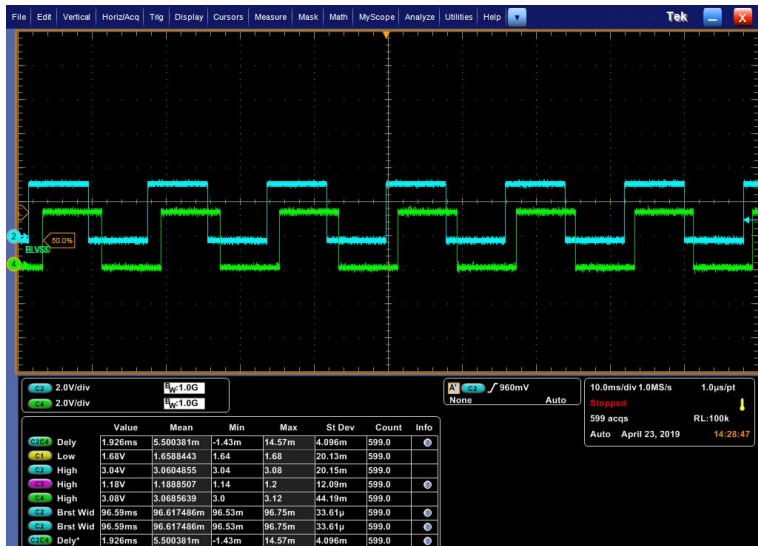 File Edit Vertical Horiz/Acq Trig Display Cursors Measure Mask Math MyScope Analyze Utilities Help Tek X
2
50.0%
ELVSS
4
C2 2.0V/div BW:1.0G
C4 2.0V/div BW:1.0G
A' C2 960mV
None Auto
10.0ms/div 1.0MS/s 1.0µs/pt
Stopped
599 acqs RL:100k
Auto April 23, 2019 14:28:47
Value Mean Min Max St Dev Count Info
C2C4 Dely 1.926ms 5.500381m -1.43m 14.57m 4.096m 599.0
C1 Low 1.68V 1.6588443 1.64 1.68 20.13m 599.0
C2 High 3.04V 3.0604855 3.04 3.08 20.15m 599.0
C3 High 1.18V 1.1888507 1.14 1.2 12.09m 599.0
C4 High 3.08V 3.0685639 3.0 3.12 44.19m 599.0
C2 Brst Wid 96.59ms 96.617486m 96.53m 96.75m 33.61µ 599.0
C2 Brst Wid 96.59ms 96.617486m 96.53m 96.75m 33.61µ 599.0
C2C4 Dely* 1.926ms 5.500381m -1.43m 14.57m 4.096m 599.0